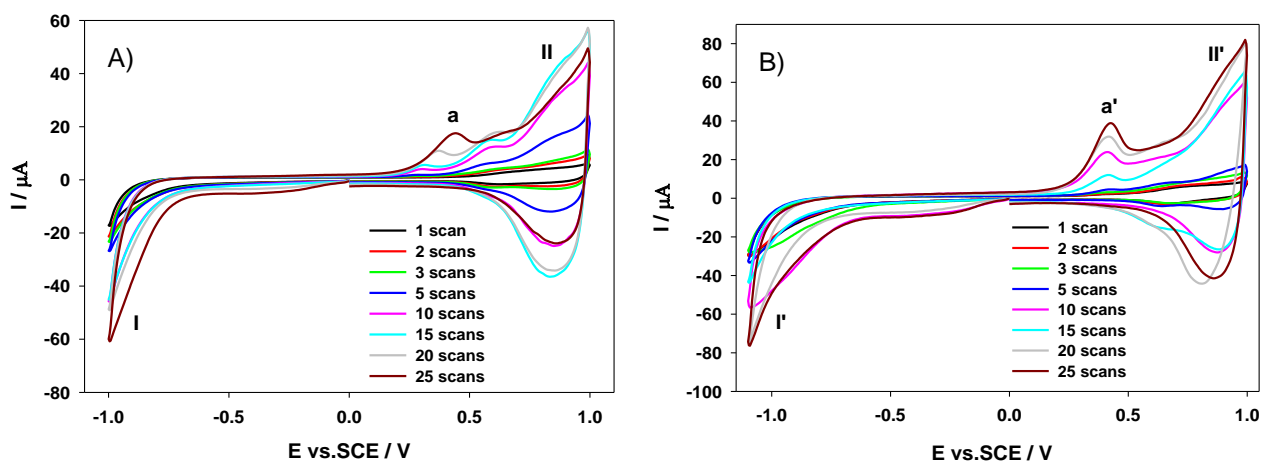 A)
II
a
I
1 scan
2 scans
3 scans
5 scans
10 scans
15 scans
20 scans
25 scans
60
40
20
0
-20
-40
-60
-80
I / µA
-1.0 -0.5 0.0 0.5 1.0
E vs.SCE / V
B)
II'
a'
I'
1 scan
2 scans
3 scans
5 scans
10 scans
15 scans
20 scans
25 scans
80
60
40
20
0
-20
-40
-60
-80
-100
I / µA
-1.0 -0.5 0.0 0.5 1.0
E vs.SCE / V